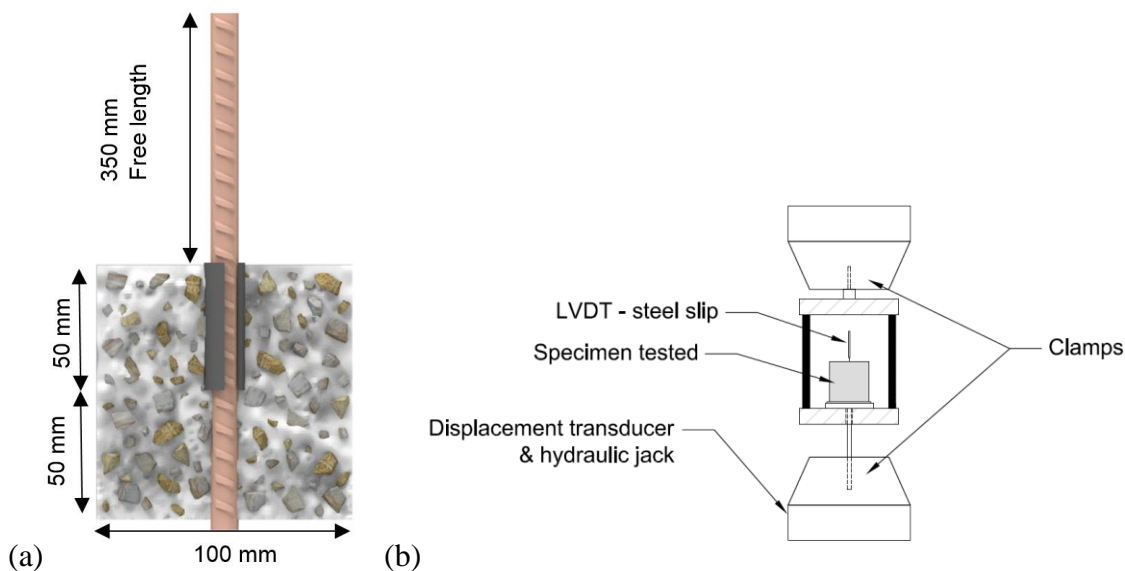 350 mm
Free length
50 mm
50 mm
100 mm
(a)
LVDT - steel slip
Specimen tested
Clamps
Displacement transducer
& hydraulic jack
(b)